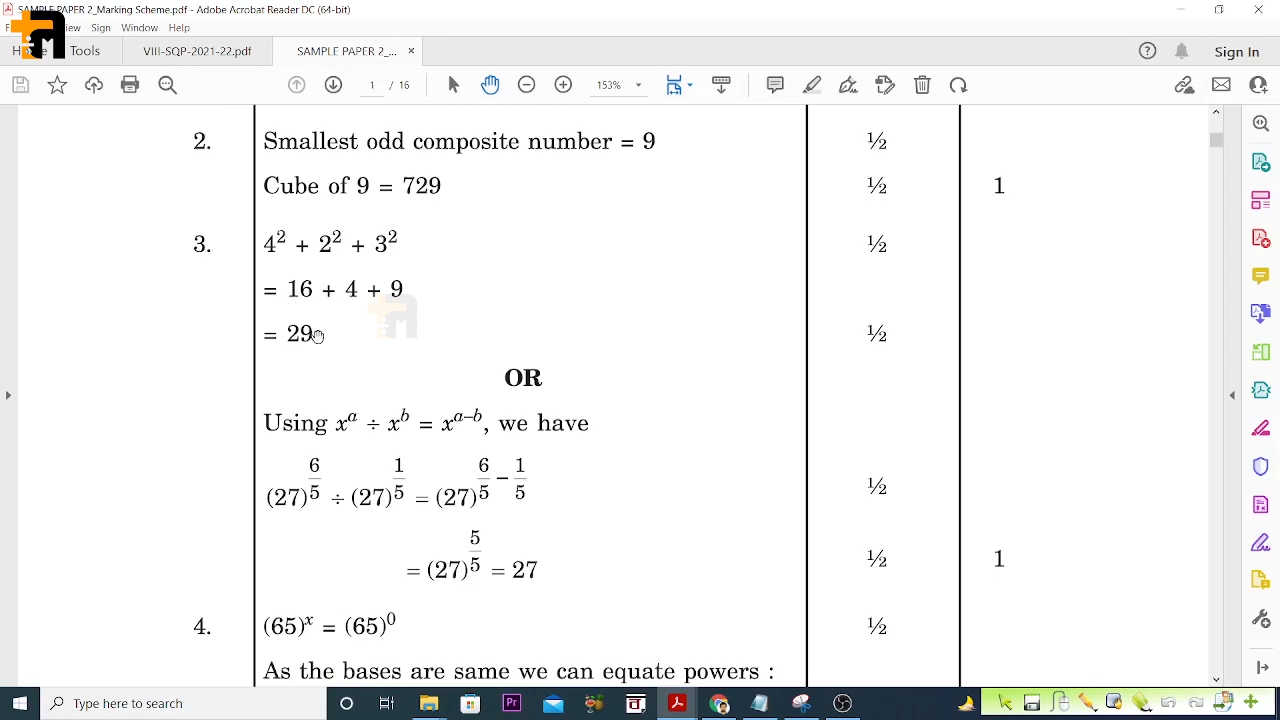 SAMPLE PAPER 2_Marking Scheme.pdf - Adobe Acrobat Reader DC (64-bit)
Sign Window Help
Tools VIII-SQP-2021-22.pdf SAMPLE PAPER 2_... × Sign In
1 / 16 153%
2. Smallest odd composite number = 9 ½
Cube of 9 = 729 ½ 1
3. 4² + 2² + 3² ½
= 16 + 4 + 9
= 29 ½
OR
Using xᵃ ÷ xᵇ = xᵃ⁻ᵇ, we have
(27)^(6/5) ÷ (27)^(1/5) = (27)^(6/5 − 1/5) ½
= (27)^(5/5) = 27 ½ 1
4. (65)ˣ = (65)⁰ ½
As the bases are same we can equate powers :
Type here to search